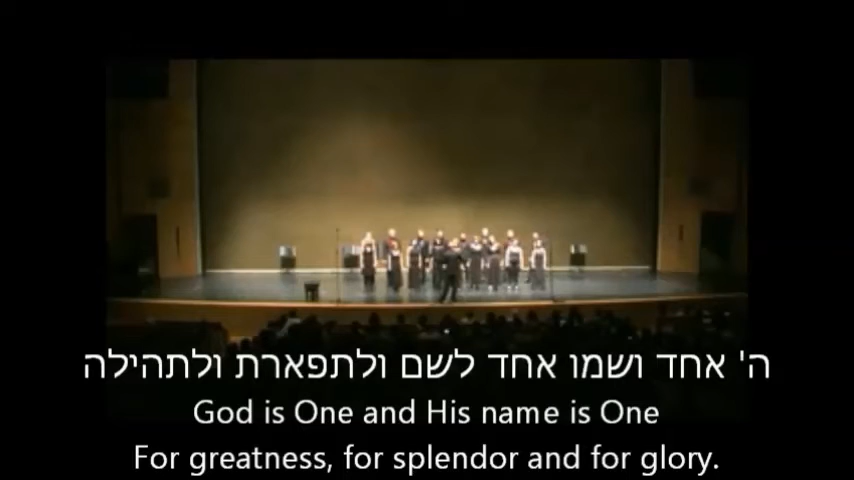 ה' אחד ושמו אחד לשם ולתפארת ולתהילה
God is One and His name is One
For greatness, for splendor and for glory.